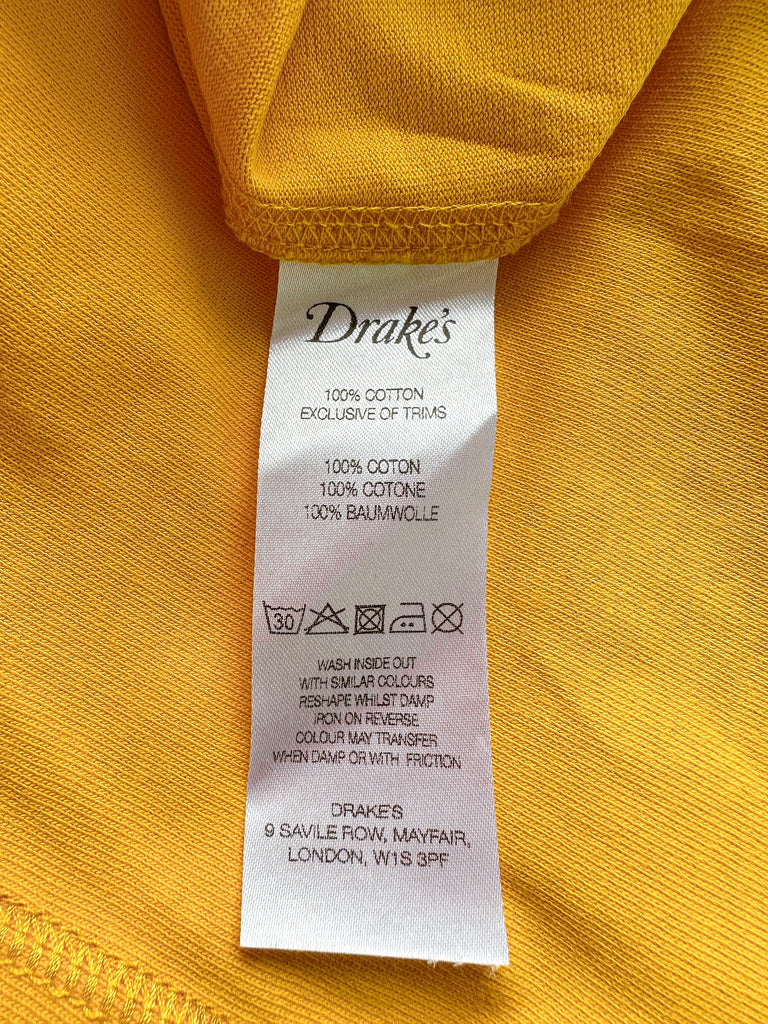 Drake's
100% COTTON
EXCLUSIVE OF TRIMS
100% COTON
100% COTONE
100% BAUMWOLLE
30
WASH INSIDE OUT
WITH SIMILAR COLOURS
RESHAPE WHILST DAMP
IRON ON REVERSE
COLOUR MAY TRANSFER
WHEN DAMP OR WITH FRICTION
DRAKE'S
9 SAVILE ROW, MAYFAIR,
LONDON, W1S 3PF